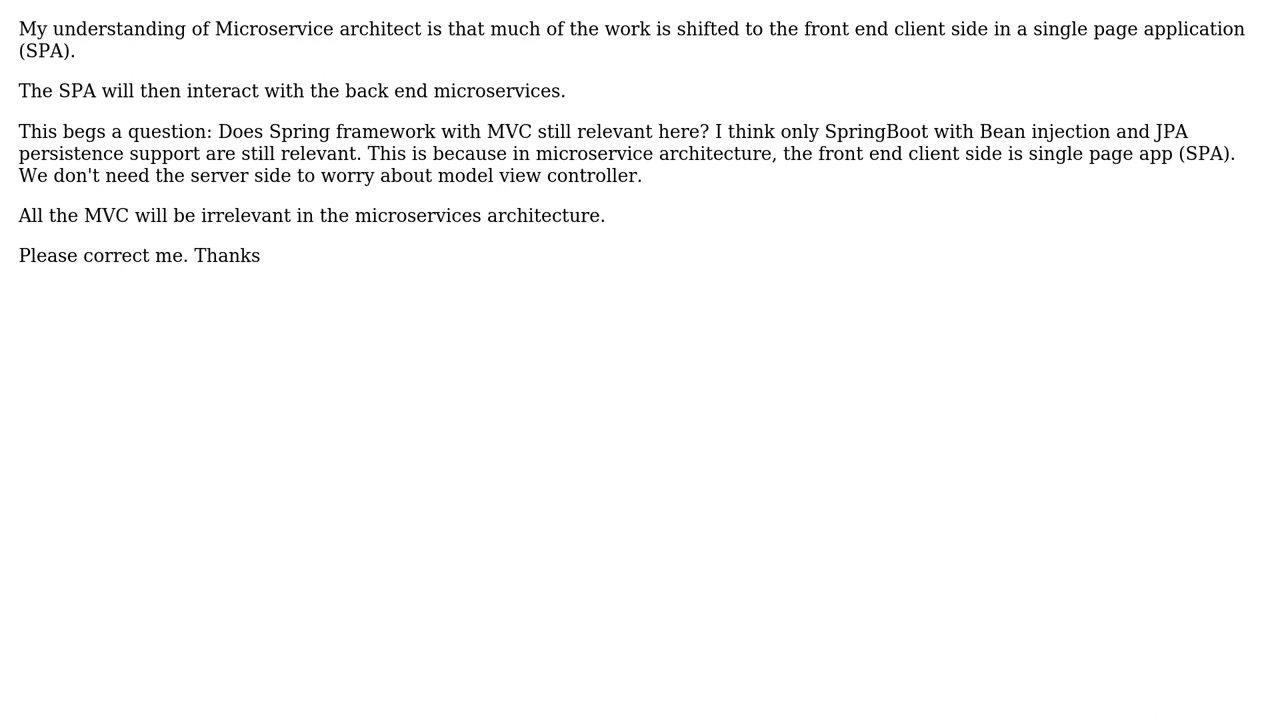 My understanding of Microservice architect is that much of the work is shifted to the front end client side in a single page application
(SPA).
The SPA will then interact with the back end microservices.
This begs a question: Does Spring framework with MVC still relevant here? I think only SpringBoot with Bean injection and JPA
persistence support are still relevant. This is because in microservice architecture, the front end client side is single page app (SPA).
We don't need the server side to worry about model view controller.
All the MVC will be irrelevant in the microservices architecture.
Please correct me. Thanks